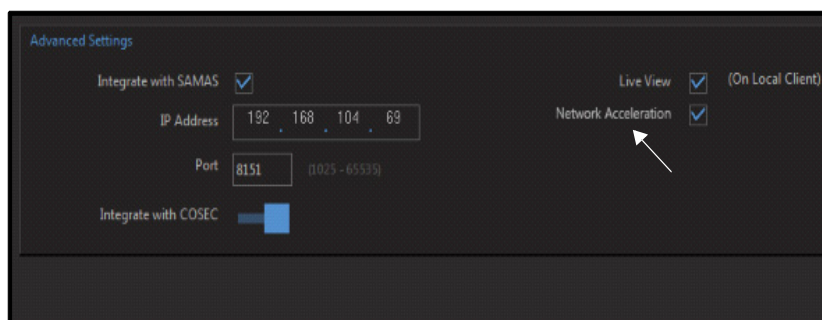 Advanced Settings
Integrate with SAMAS
Live View (On Local Client)
IP Address 192 . 168 . 104 . 69
Network Acceleration
Port 8151 (1025 - 65535)
Integrate with COSEC